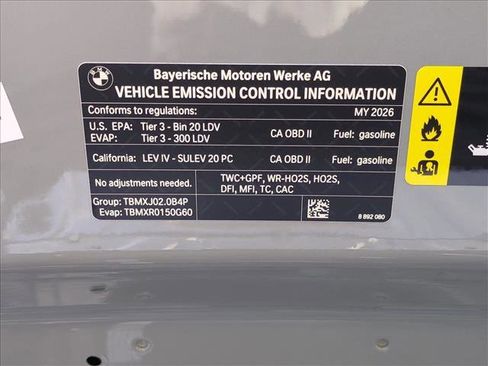 BMW
Bayerische Motoren Werke AG
VEHICLE EMISSION CONTROL INFORMATION
Conforms to regulations: MY 2026
U.S. EPA: Tier 3 - Bin 20 LDV CA OBD II Fuel: gasoline
EVAP: Tier 3 - 300 LDV
California: LEV IV - SULEV 20 PC CA OBD II Fuel: gasoline
No adjustments needed. TWC+GPF, WR-HO2S, HO2S,
DFI, MFI, TC, CAC
Group: TBMXJ02.0B4P
Evap: TBMXR0150G60 8 892 080